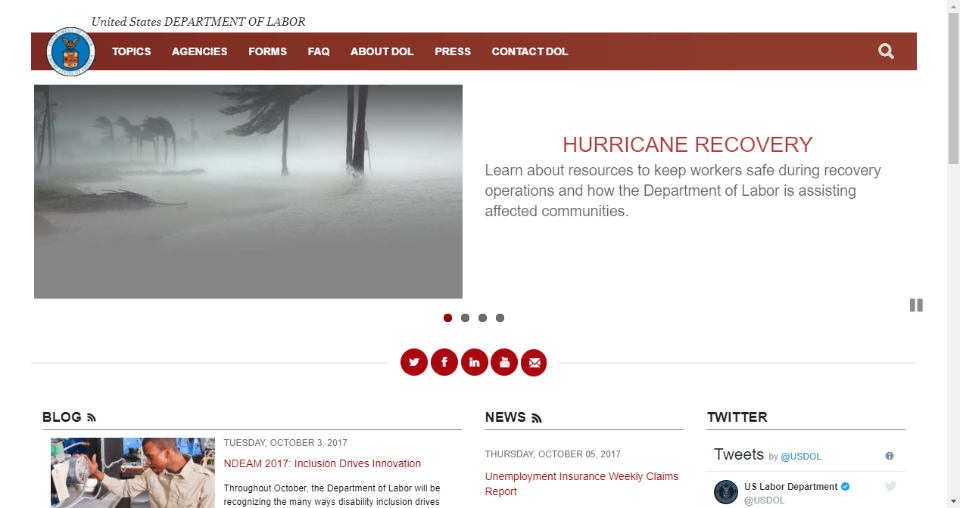 United States DEPARTMENT OF LABOR
TOPICS AGENCIES FORMS FAQ ABOUT DOL PRESS CONTACT DOL
HURRICANE RECOVERY
Learn about resources to keep workers safe during recovery
operations and how the Department of Labor is assisting
affected communities.
BLOG
TUESDAY, OCTOBER 3, 2017
NDEAM 2017: Inclusion Drives Innovation
Throughout October, the Department of Labor will be
recognizing the many ways disability inclusion drives
NEWS
THURSDAY, OCTOBER 05, 2017
Unemployment Insurance Weekly Claims
Report
TWITTER
Tweets by @USDOL
US Labor Department
@USDOL